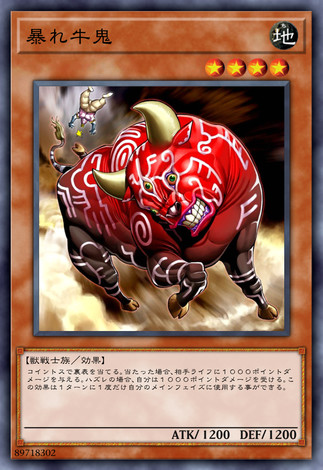 暴れ牛鬼
地
【獣戦士族／効果】
コイントスで裏表を当てる。当たった場合、相手ライフに１０００ポイントダ
メージを与える。ハズレの場合、自分は１０００ポイントダメージを受ける。こ
の効果は１ターンに１度だけ自分のメインフェイズに使用する事ができる。
ATK/1200 DEF/1200
89718302